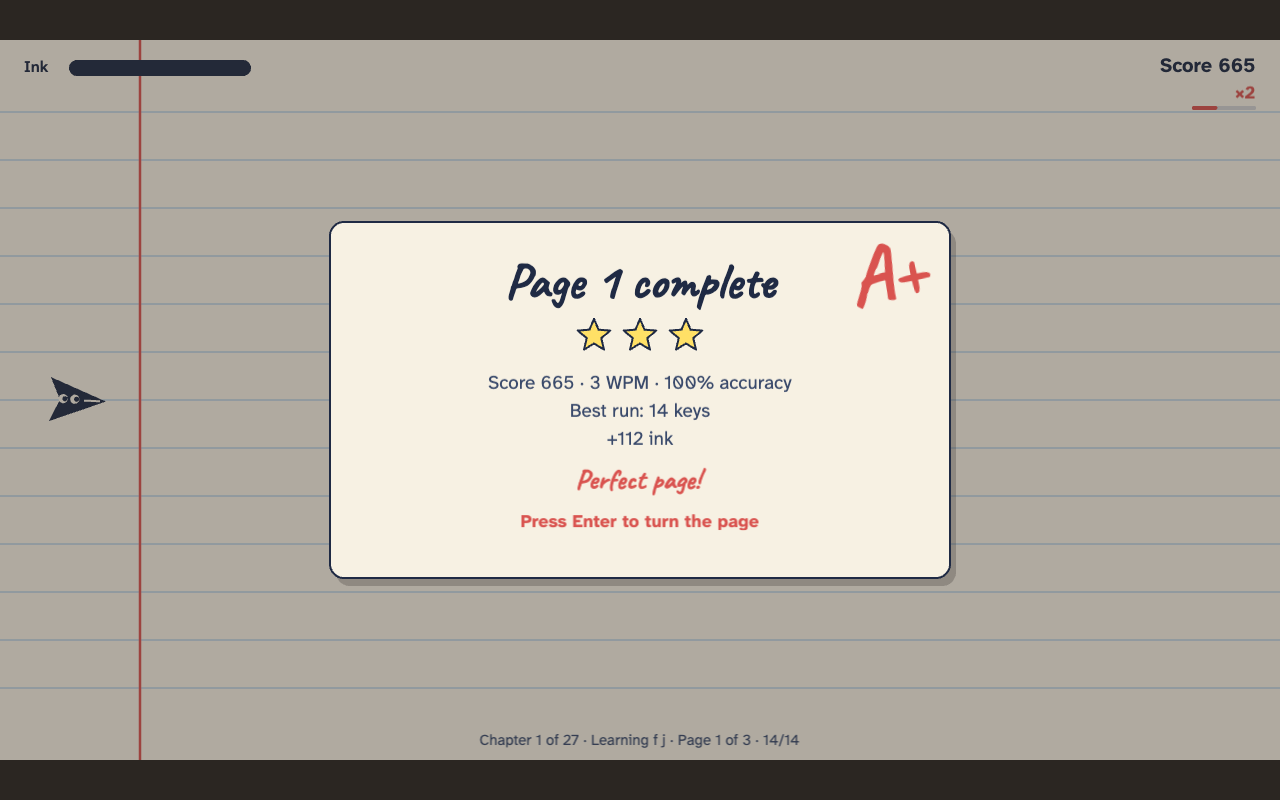 Ink
Score 665
×2
A+
Page 1 complete
Score 665 · 3 WPM · 100% accuracy
Best run: 14 keys
+112 ink
Perfect page!
Press Enter to turn the page
Chapter 1 of 27 · Learning f j · Page 1 of 3 · 14/14